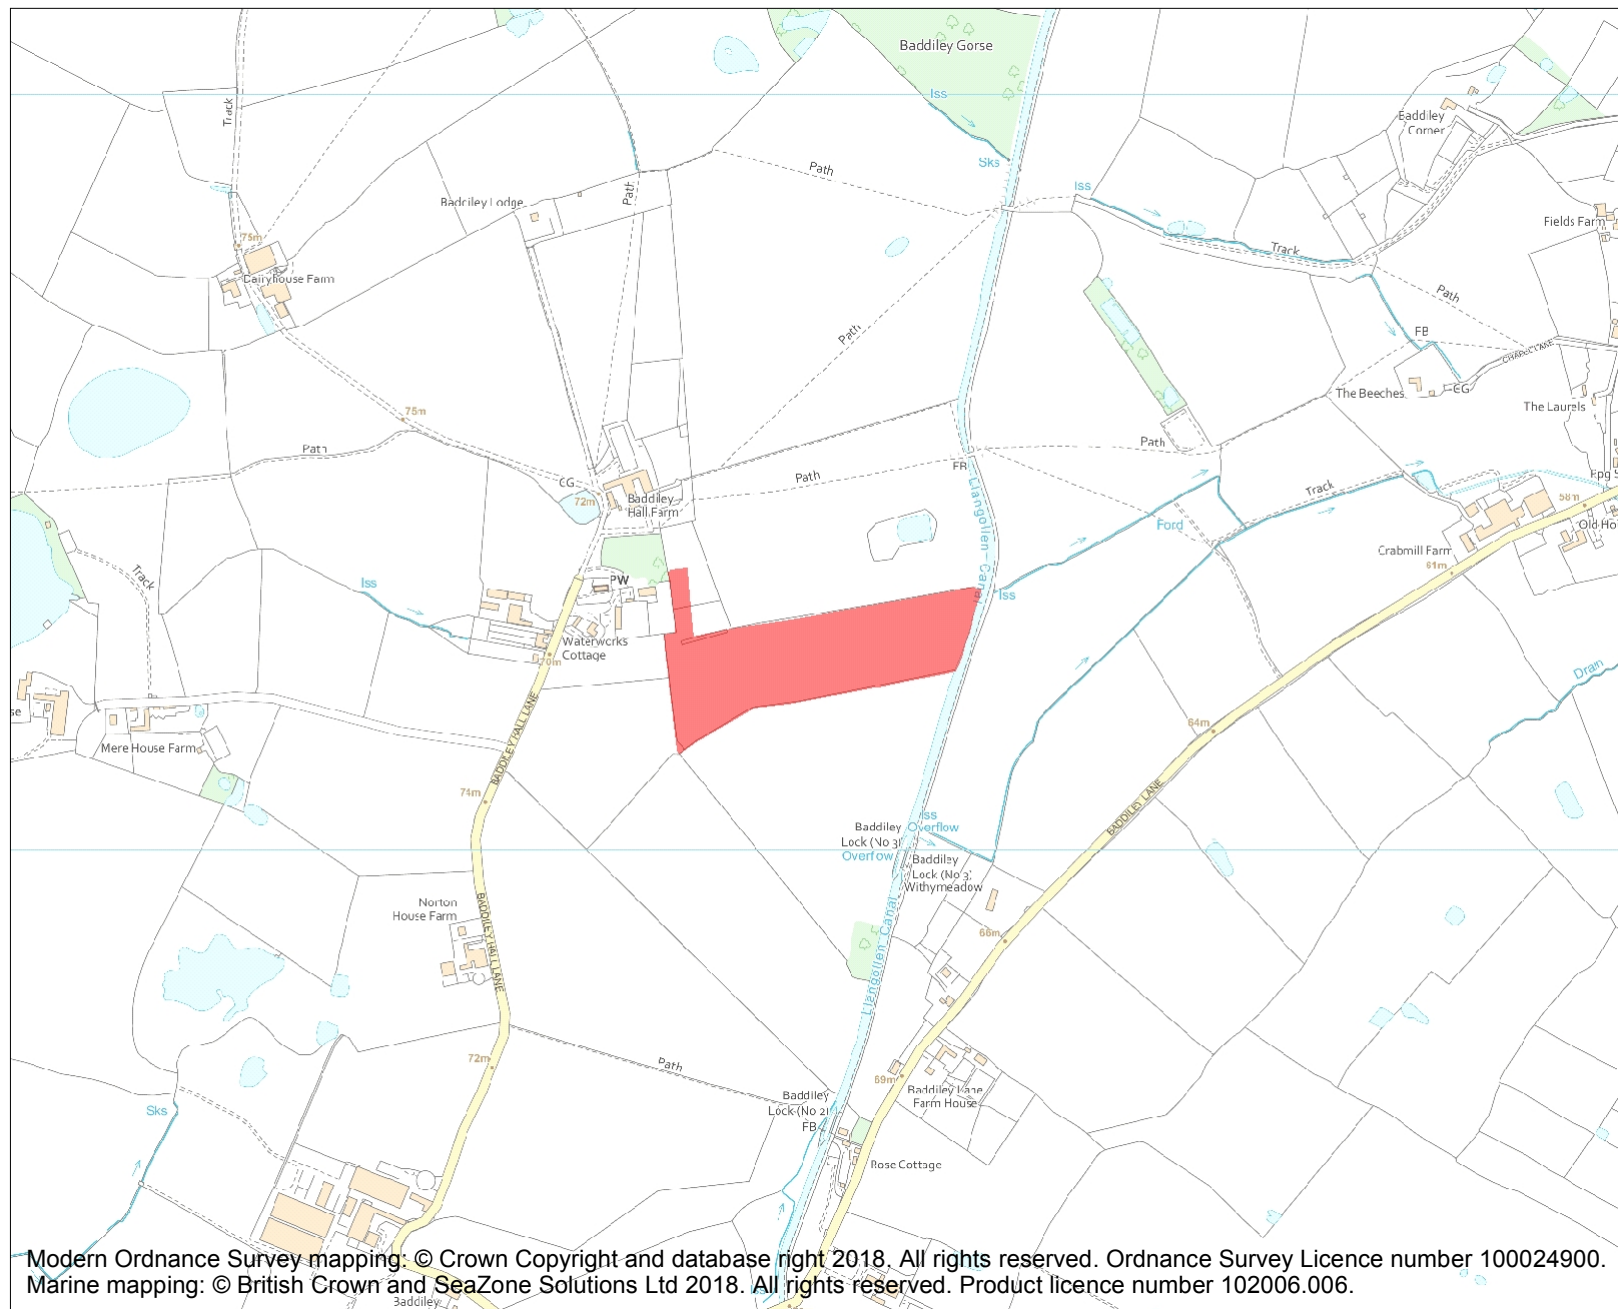 Baddiley Gorse
Iss
Sks
Track
Path
Path
Iss
Baddiley
Corner
Fields Farm
Baddiley Lodge
75m
Dairyhouse Farm
Track
Path
FB
CHAPEL LANE
Path
The Beeches
CG
The Laurels
75m
Path
Path
Path
FB
CG
72m
Baddiley
Hall Farm
Llangollen Canal
Track
Ford
58m
Crabmill Farm
61m
Track
Iss
PW
Iss
Waterworks
Cottage
70m
BADDILEY HALL LANE
Mere House Farm
Drain
64m
74m
BADDILEY LANE
Iss
Overflow
Baddiley
Lock (No 3)
Overflow
Baddiley
Lock (No 3)
Withymeadow
Norton
House Farm
BADDILEY HALL LANE
Llangollen Canal
66m
72m
Path
69m
Baddiley Lane
Farm House
Baddiley
Lock (No 2)
FB
Sks
Rose Cottage
Modern Ordnance Survey mapping: © Crown Copyright and database right 2018. All rights reserved. Ordnance Survey Licence number 100024900.
Marine mapping: © British Crown and SeaZone Solutions Ltd 2018. All rights reserved. Product licence number 102006.006.
Baddiley